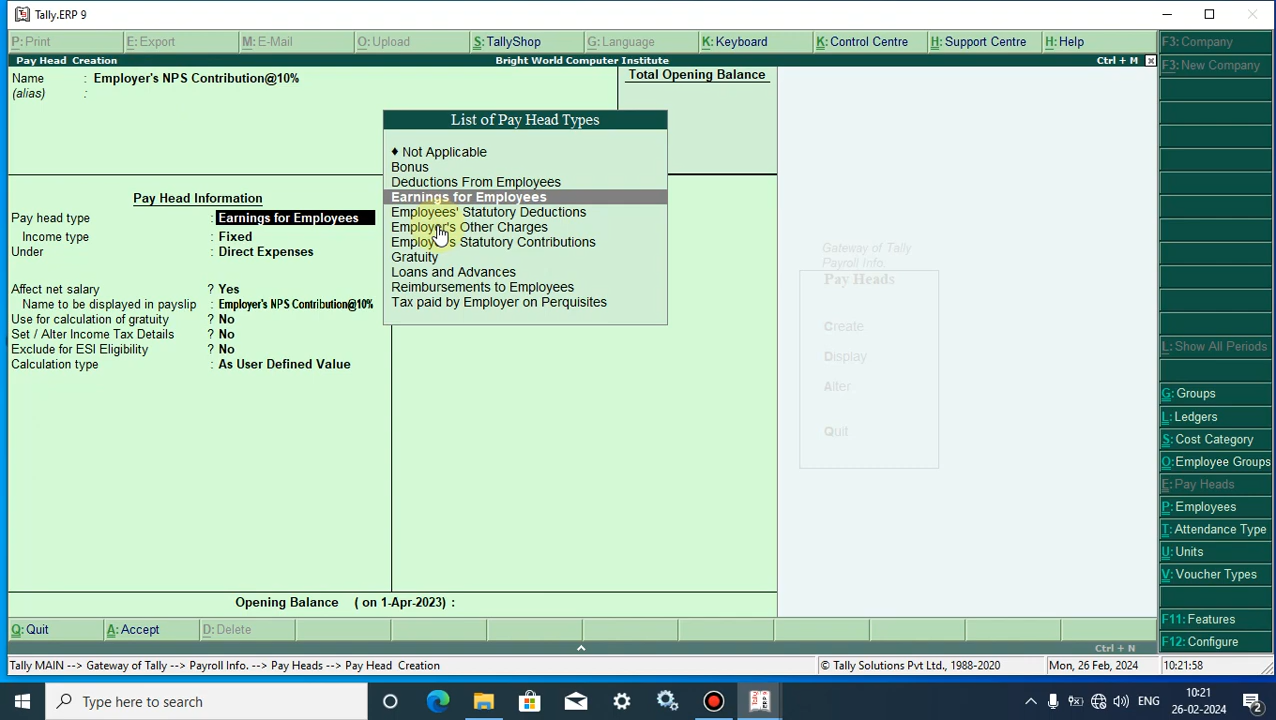 Tally.ERP 9
P: Print E: Export M: E-Mail O: Upload S: TallyShop G: Language K: Keyboard K: Control Centre H: Support Centre H: Help
Pay Head Creation Bright World Computer Institute Ctrl + M
Name : Employer's NPS Contribution@10%
(alias) :
Total Opening Balance
List of Pay Head Types
♦ Not Applicable
Bonus
Deductions From Employees
Earnings for Employees
Employees' Statutory Deductions
Employer's Other Charges
Employer's Statutory Contributions
Gratuity
Loans and Advances
Reimbursements to Employees
Tax paid by Employer on Perquisites
Pay Head Information
Pay head type : Earnings for Employees
Income type : Fixed
Under : Direct Expenses
Affect net salary ? Yes
Name to be displayed in payslip : Employer's NPS Contribution@10%
Use for calculation of gratuity ? No
Set / Alter Income Tax Details ? No
Exclude for ESI Eligibility ? No
Calculation type : As User Defined Value
Opening Balance ( on 1-Apr-2023) :
Gateway of Tally
Payroll Info.
Pay Heads
Create
Display
Alter
Quit
F3: Company
F3: New Company
L: Show All Periods
G: Groups
L: Ledgers
S: Cost Category
O: Employee Groups
E: Pay Heads
P: Employees
T: Attendance Type
U: Units
V: Voucher Types
F11: Features
F12: Configure
Q: Quit A: Accept D: Delete
Ctrl + N
Tally MAIN --> Gateway of Tally --> Payroll Info. --> Pay Heads --> Pay Head Creation © Tally Solutions Pvt Ltd., 1988-2020 Mon, 26 Feb, 2024 10:21:58
Type here to search
ENG
10:21
26-02-2024
2